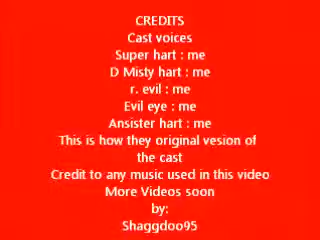 CREDITS
Cast voices
Super hart : me
D Misty hart : me
r. evil : me
Evil eye : me
Ansister hart : me
This is how they original vesion of
the cast
Credit to any music used in this video
More Videos soon
by:
Shaggdoo95